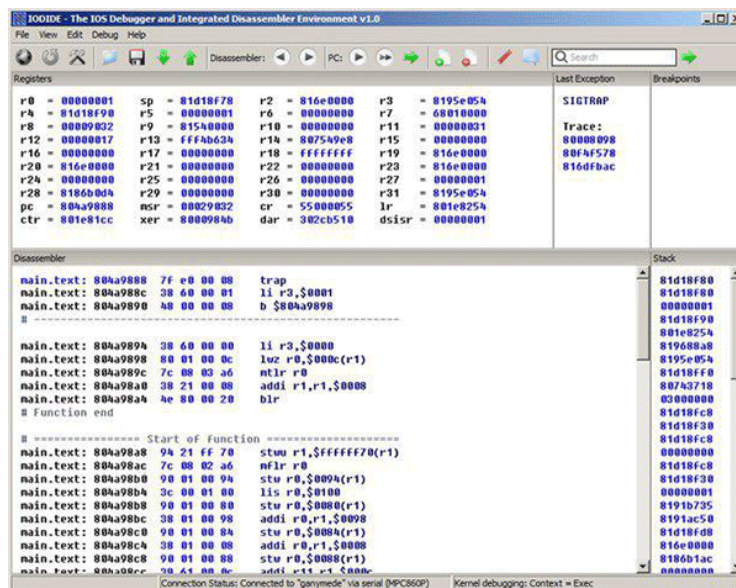 IODIDE - The IOS Debugger and Integrated Disassembler Environment v1.0
File View Edit Debug Help
Disassembler: PC: Search
Registers
r0 = 00000001 sp = 81d18f78 r2 = 816e0000 r3 = 8195e054
r4 = 81d18f90 r5 = 00000001 r6 = 00000000 r7 = 68010000
r8 = 00009032 r9 = 81540000 r10 = 00000000 r11 = 00000031
r12 = 00000017 r13 = fff4b634 r14 = 807549e8 r15 = 00000000
r16 = 00000000 r17 = 00000000 r18 = ffffffff r19 = 816e0000
r20 = 816e0000 r21 = 00000000 r22 = 00000000 r23 = 816e0000
r24 = 00000000 r25 = 00000000 r26 = 00000000 r27 = 00000001
r28 = 8186b0d4 r29 = 00000000 r30 = 00000000 r31 = 8195e054
pc = 804a9888 msr = 00029032 cr = 55000055 lr = 801e8254
ctr = 801e81cc xer = 8000984b dar = 302cb510 dsisr = 00000001
Last Exception
SIGTRAP
Trace:
80008098
80f4f578
816dfbac
Breakpoints
Disassembler
main.text: 804a9888 7f e0 00 08 trap
main.text: 804a988c 38 60 00 01 li r3,$0001
main.text: 804a9890 48 00 00 08 b $804a9898
# ----------------------------------------------------
main.text: 804a9894 38 60 00 00 li r3,$0000
main.text: 804a9898 80 01 00 0c lwz r0,$000c(r1)
main.text: 804a989c 7c 08 03 a6 mtlr r0
main.text: 804a98a0 38 21 00 08 addi r1,r1,$0008
main.text: 804a98a4 4e 80 00 20 blr
# Function end
# ================ Start of function ====================
main.text: 804a98a8 94 21 ff 70 stwu r1,$ffffff70(r1)
main.text: 804a98ac 7c 08 02 a6 mflr r0
main.text: 804a98b0 90 01 00 94 stw r0,$0094(r1)
main.text: 804a98b4 3c 00 01 00 lis r0,$0100
main.text: 804a98b8 90 01 00 80 stw r0,$0080(r1)
main.text: 804a98bc 38 01 00 98 addi r0,r1,$0098
main.text: 804a98c0 90 01 00 84 stw r0,$0084(r1)
main.text: 804a98c4 38 01 00 08 addi r0,r1,$0008
main.text: 804a98c8 90 01 00 88 stw r0,$0088(r1)
main.text: 804a98cc 39 61 00 0c addi r11,r1,$000c
Stack
81d18f80
81d18f80
00000001
81d18f90
801e8254
819688a8
8195e054
81d18ff0
80743718
03000000
81d18fc8
81d18f30
81d18fc8
00000000
81d18fc8
81d18f30
00000001
8191b735
8191ac50
81d18fd8
816e0000
8186b1ac
00000000
Connection Status: Connected to "ganymede" via serial (MPC860P) Kernel debugging: Context = Exec